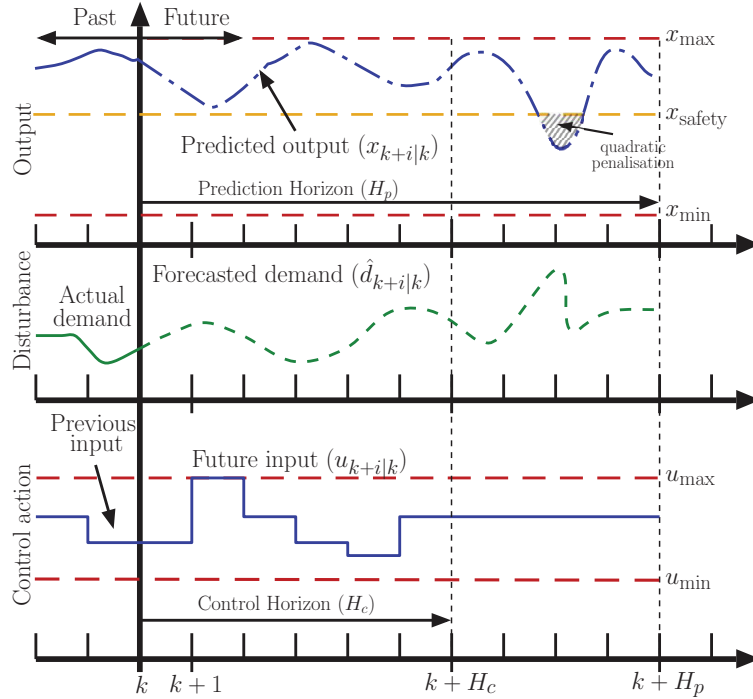 Past
Future
x_max
Output
x_safety
Predicted output (x_{k+i|k})
quadratic
penalisation
Prediction Horizon (H_p)
x_min
Disturbance
Forecasted demand (d̂_{k+i|k})
Actual
demand
Previous
input
Control action
Future input (u_{k+i|k})
u_max
u_min
Control Horizon (H_c)
k
k + 1
k + H_c
k + H_p